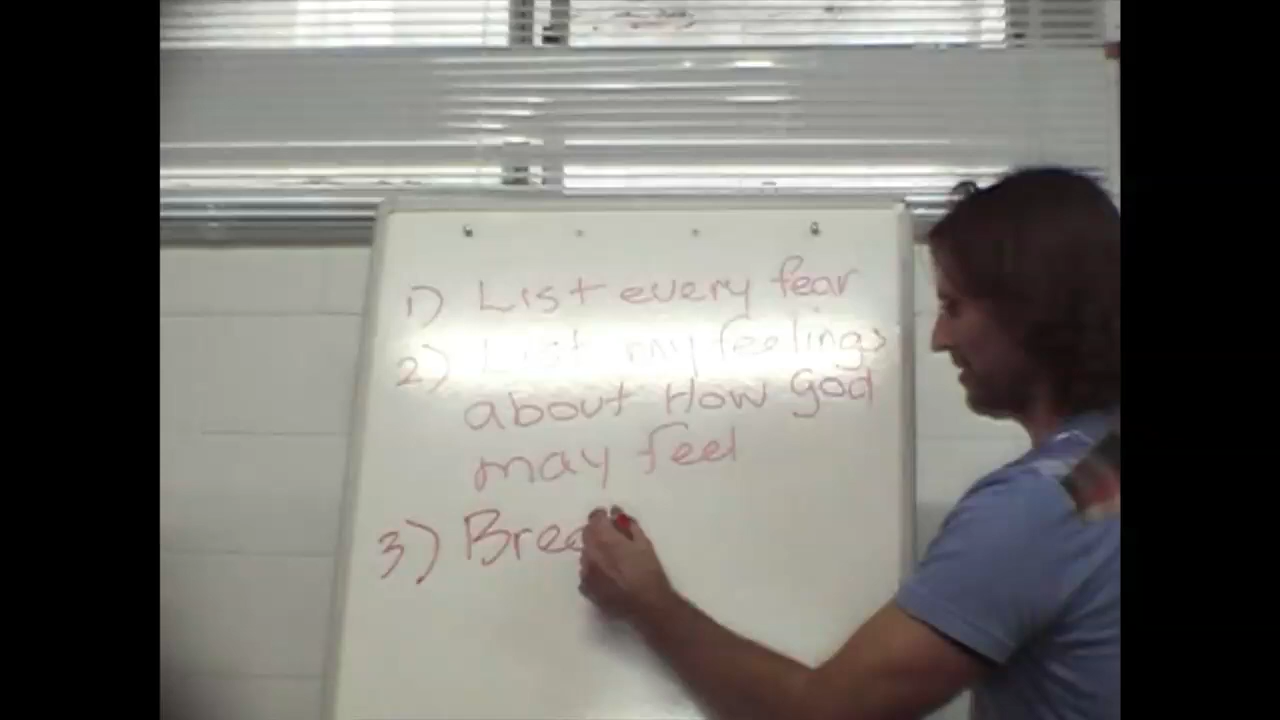 1) List every fear
2) List my feelings
about How God
may feel
3) Brea